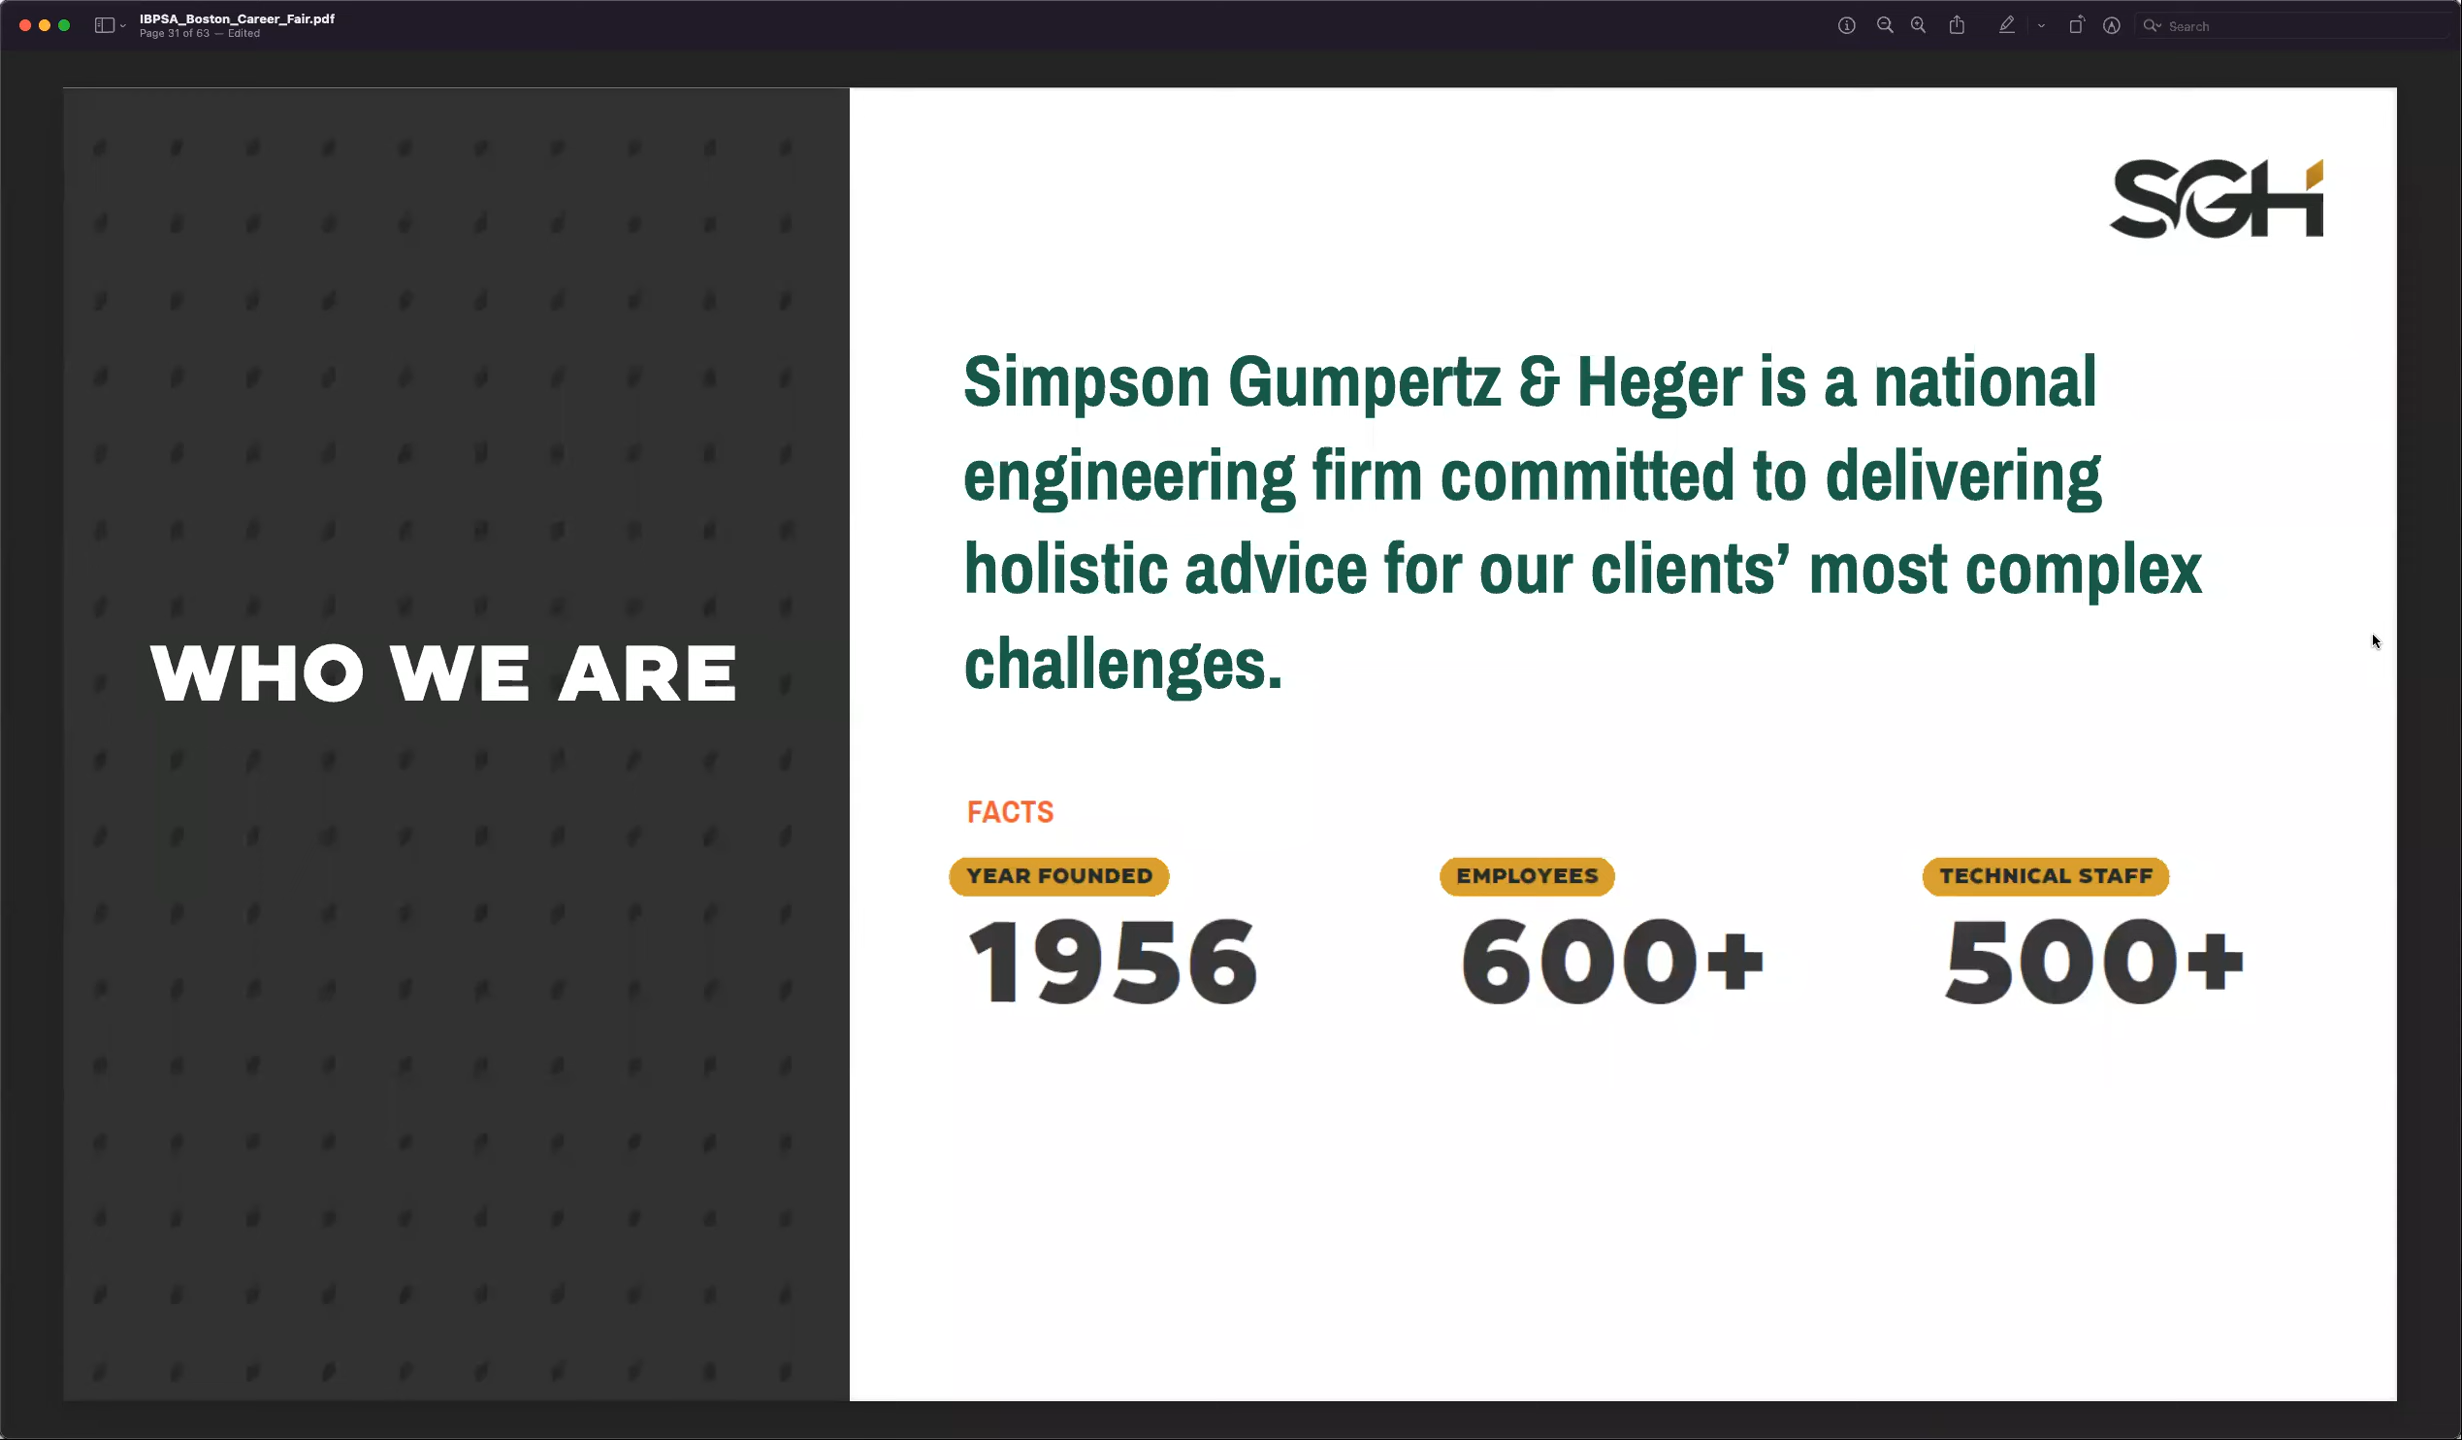 IBPSA_Boston_Career_Fair.pdf
Page 31 of 63 — Edited
Search
SGH
WHO WE ARE
Simpson Gumpertz & Heger is a national
engineering firm committed to delivering
holistic advice for our clients’ most complex
challenges.
FACTS
YEAR FOUNDED
1956
EMPLOYEES
600+
TECHNICAL STAFF
500+